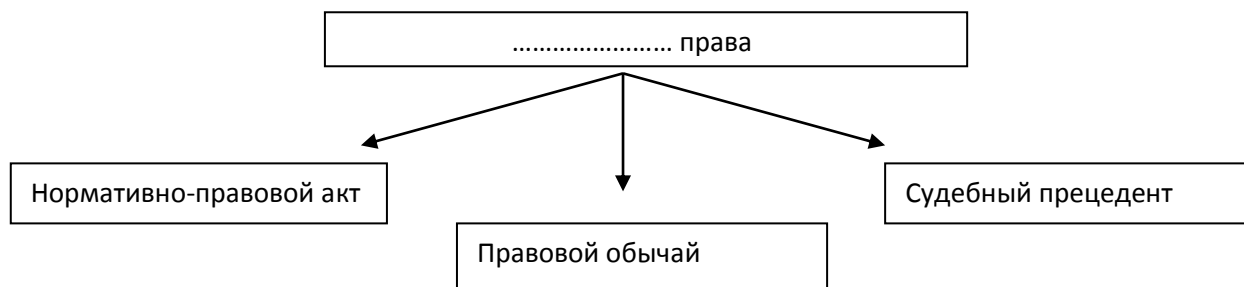 ........................ права
Нормативно-правовой акт
Судебный прецедент
Правовой обычай